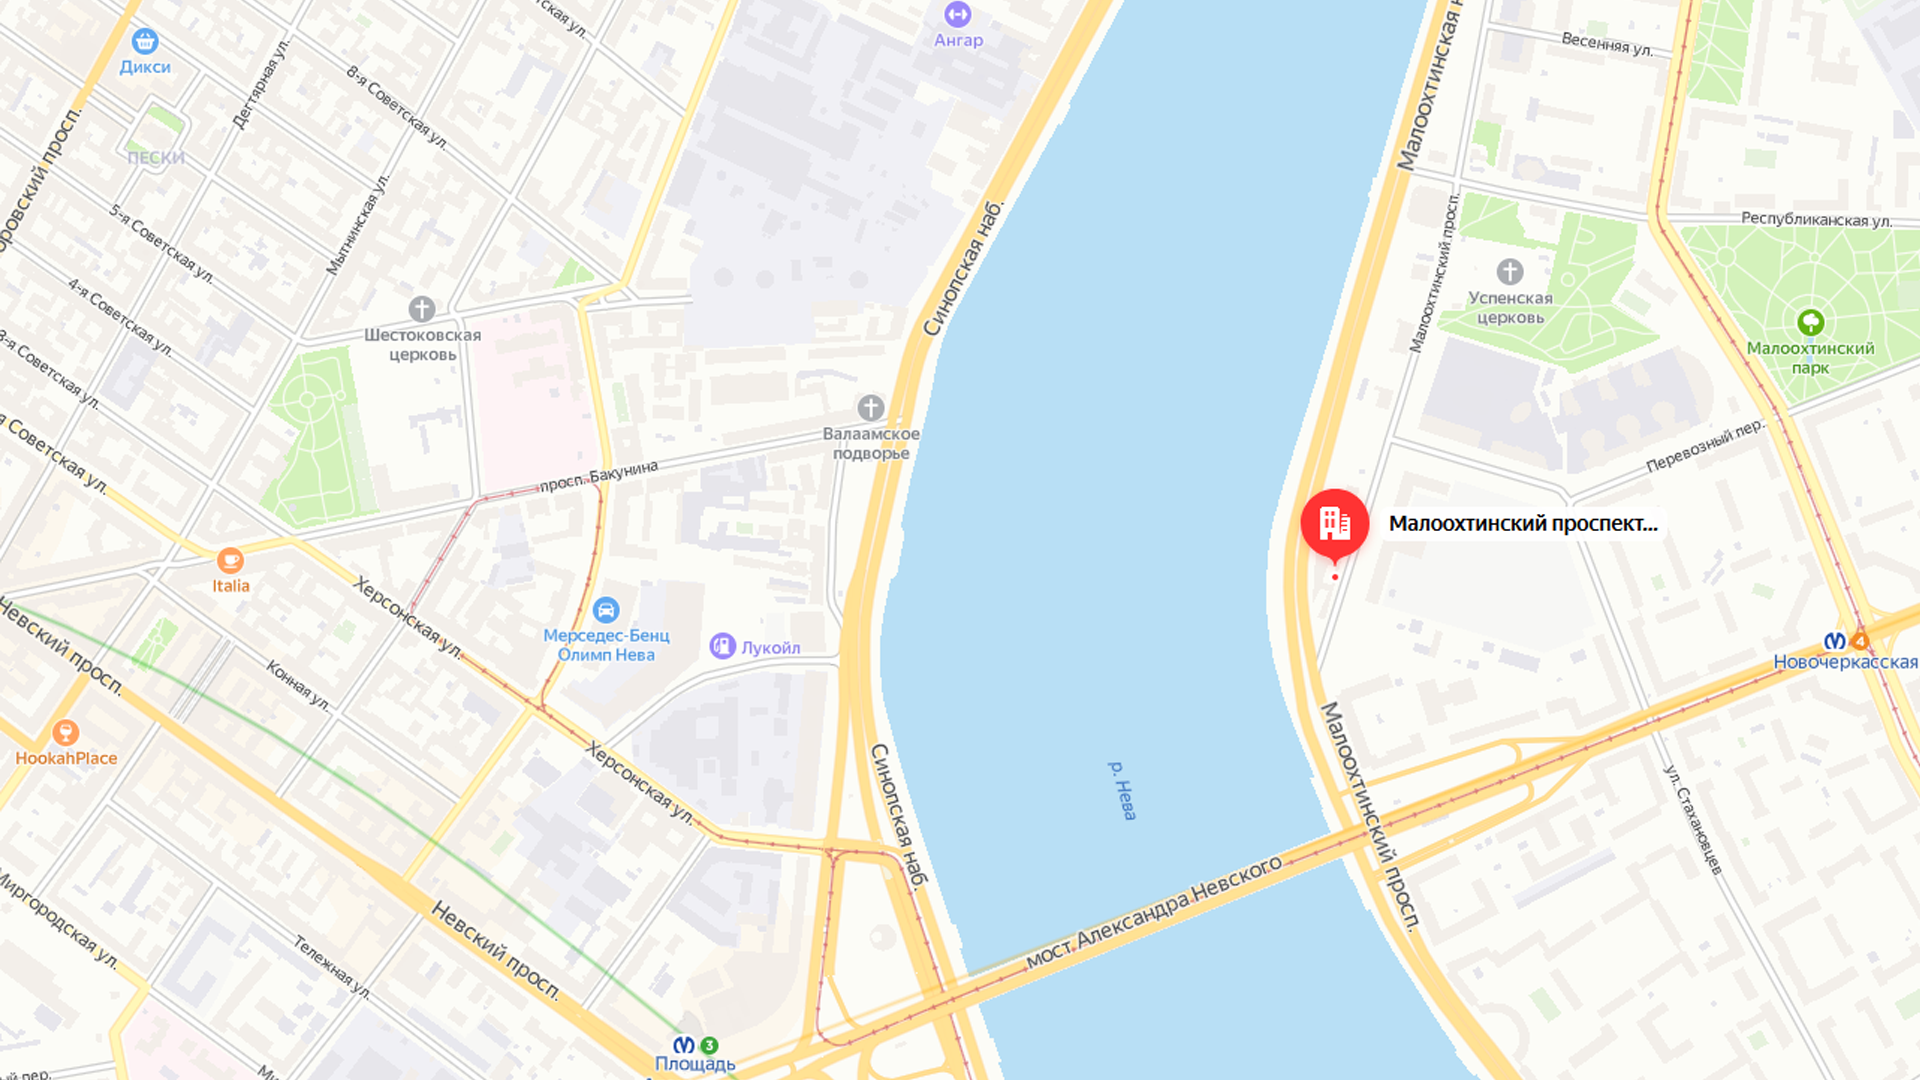 Ангар
Дикси
Дегтярная ул.
8-я Советская ул.
Весенняя ул.
Малоохтинская
ПЕСКИ
5-я Советская ул.
Мытнинская ул.
4-я Советская ул.
3-я Советская ул.
Советская ул.
Синопская наб.
Малоохтинский просп.
Республиканская ул.
Успенская
церковь
Малоохтинский
парк
Шестоковская
церковь
Валаамское
подворье
просп. Бакунина
Перевозный пер.
Малоохтинский проспект...
Italia
Херсонская ул.
Мерседес-Бенц
Олимп Нева
Лукойл
Невский просп.
Конная ул.
HookahPlace
4
Новочеркасская
Малоохтинский просп.
р. Нева
ул. Стахановцев
Херсонская ул.
Синопская наб.
мост Александра Невского
Миргородская ул.
Невский просп.
Тележная ул.
3
Площадь